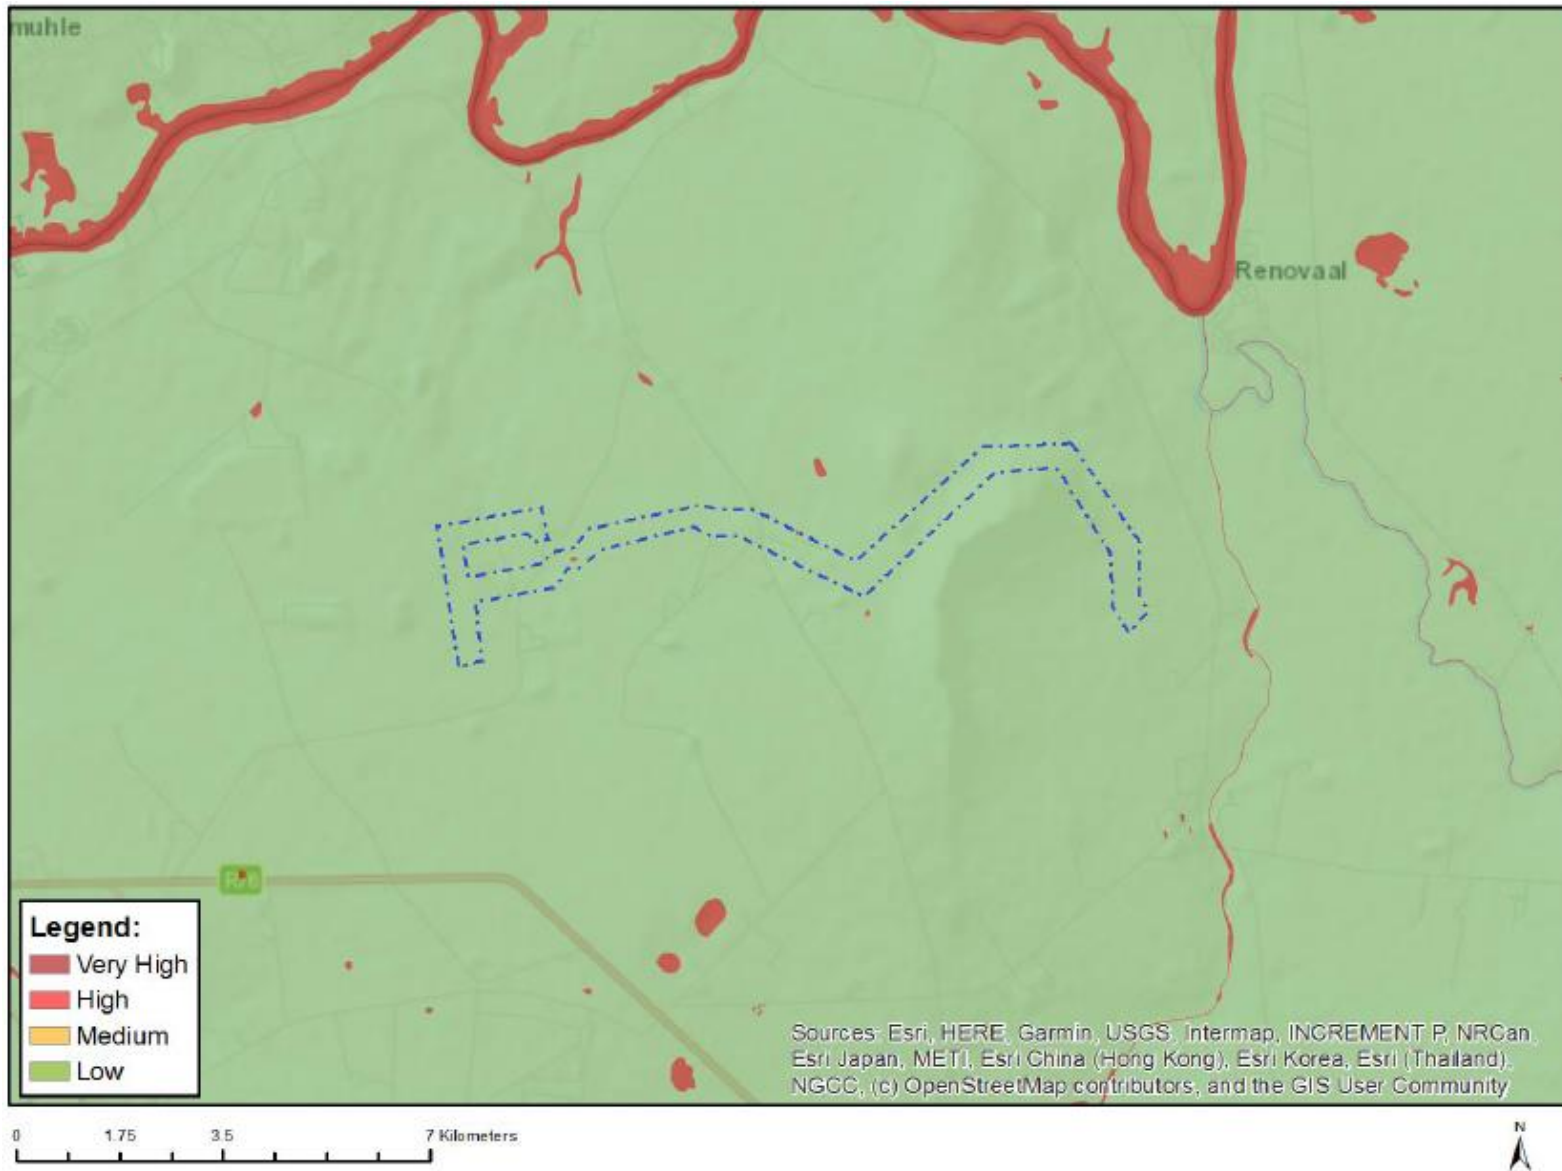 muhle
Renovaal
Legend:
Very High
High
Medium
Low
Sources: Esri, HERE, Garmin, USGS, Intermap, INCREMENT P, NRCan,
Esri Japan, METI, Esri China (Hong Kong), Esri Korea, Esri (Thailand),
NGCC, (c) OpenStreetMap contributors, and the GIS User Community
0 1.75 3.5 7 Kilometers
N